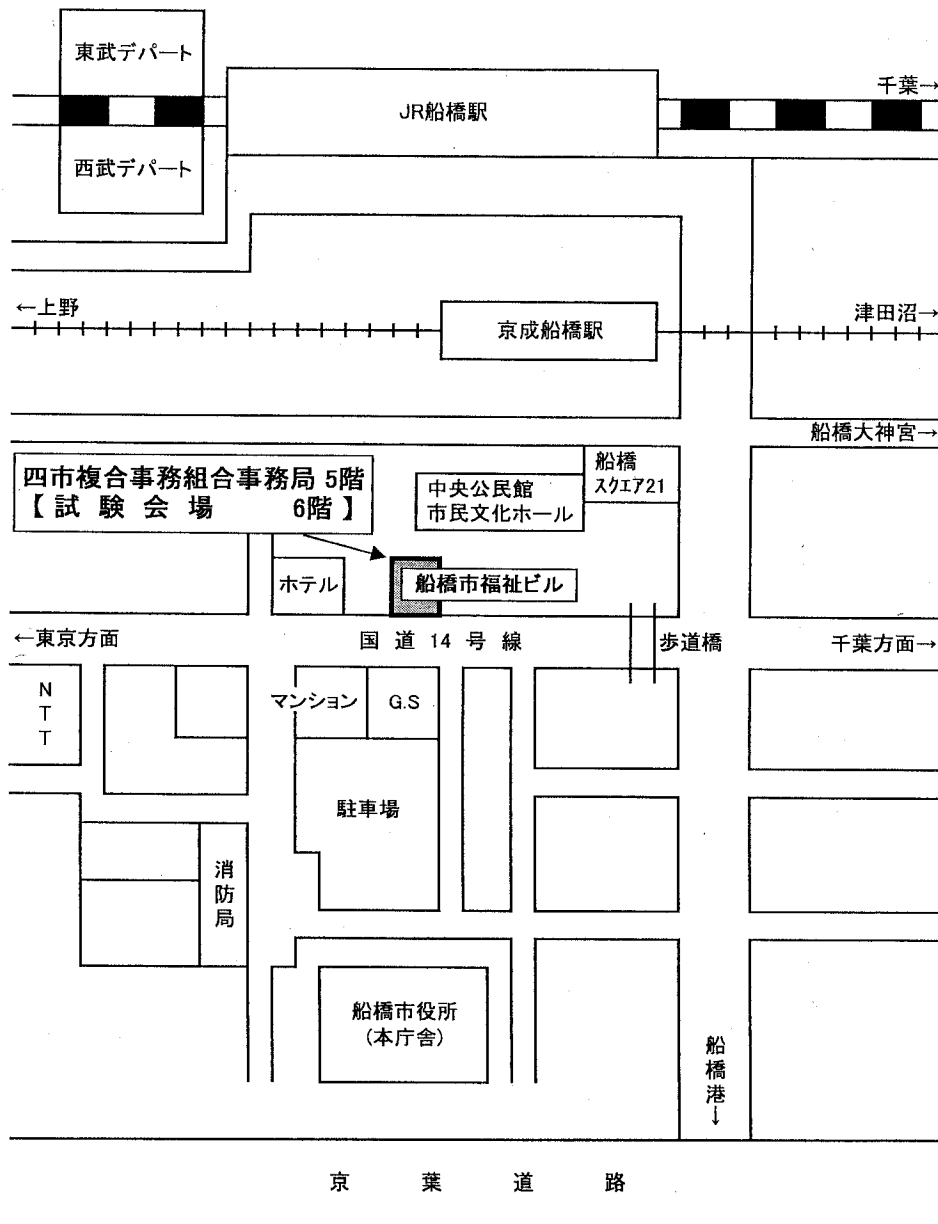 東武デパート
千葉→
JR船橋駅
西武デパート
←上野
津田沼→
京成船橋駅
船橋大神宮→
四市複合事務組合事務局 5階
【 試 験 会 場 6階 】
船橋
スクエア21
中央公民館
市民文化ホール
ホテル
船橋市福祉ビル
←東京方面
国 道 14 号 線
歩道橋
千葉方面→
NTT
マンション
G.S
駐車場
消防局
船橋市役所
(本庁舎)
船橋港↓
京 葉 道 路